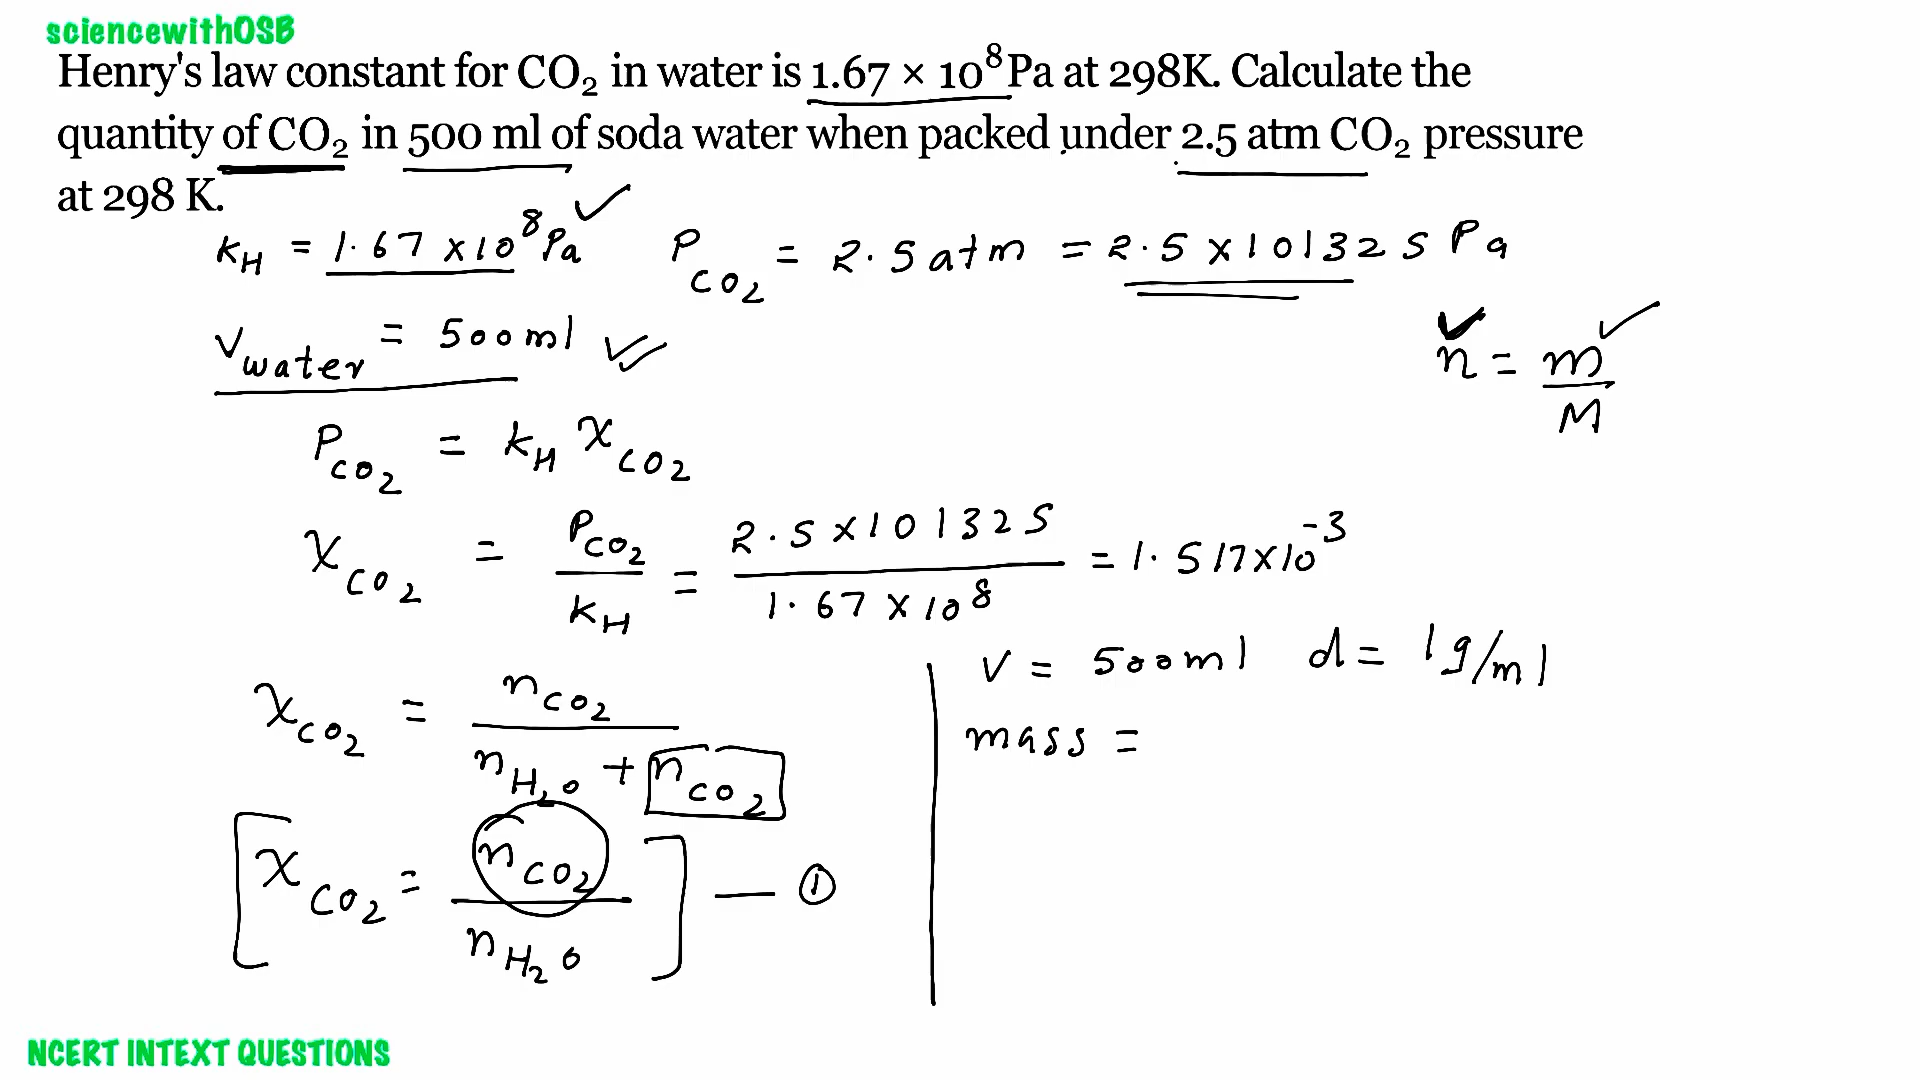 sciencewithOSB
Henry's law constant for CO₂ in water is 1.67 × 10⁸ Pa at 298K. Calculate the
quantity of CO₂ in 500 ml of soda water when packed under 2.5 atm CO₂ pressure
at 298 K.
K_H = 1.67 × 10⁸ Pa P_CO₂ = 2.5 atm = 2.5 × 101325 Pa
V_water = 500 ml
n = m/M
P_CO₂ = K_H x_CO₂
x_CO₂ = P_CO₂/K_H = 2.5 × 101325/1.67 × 10⁸ = 1.517 × 10⁻³
V = 500 ml d = 1 g/ml
x_CO₂ = n_CO₂/n_H₂O + n_CO₂
mass =
[x_CO₂ = n_CO₂/n_H₂O] — ①
NCERT INTEXT QUESTIONS